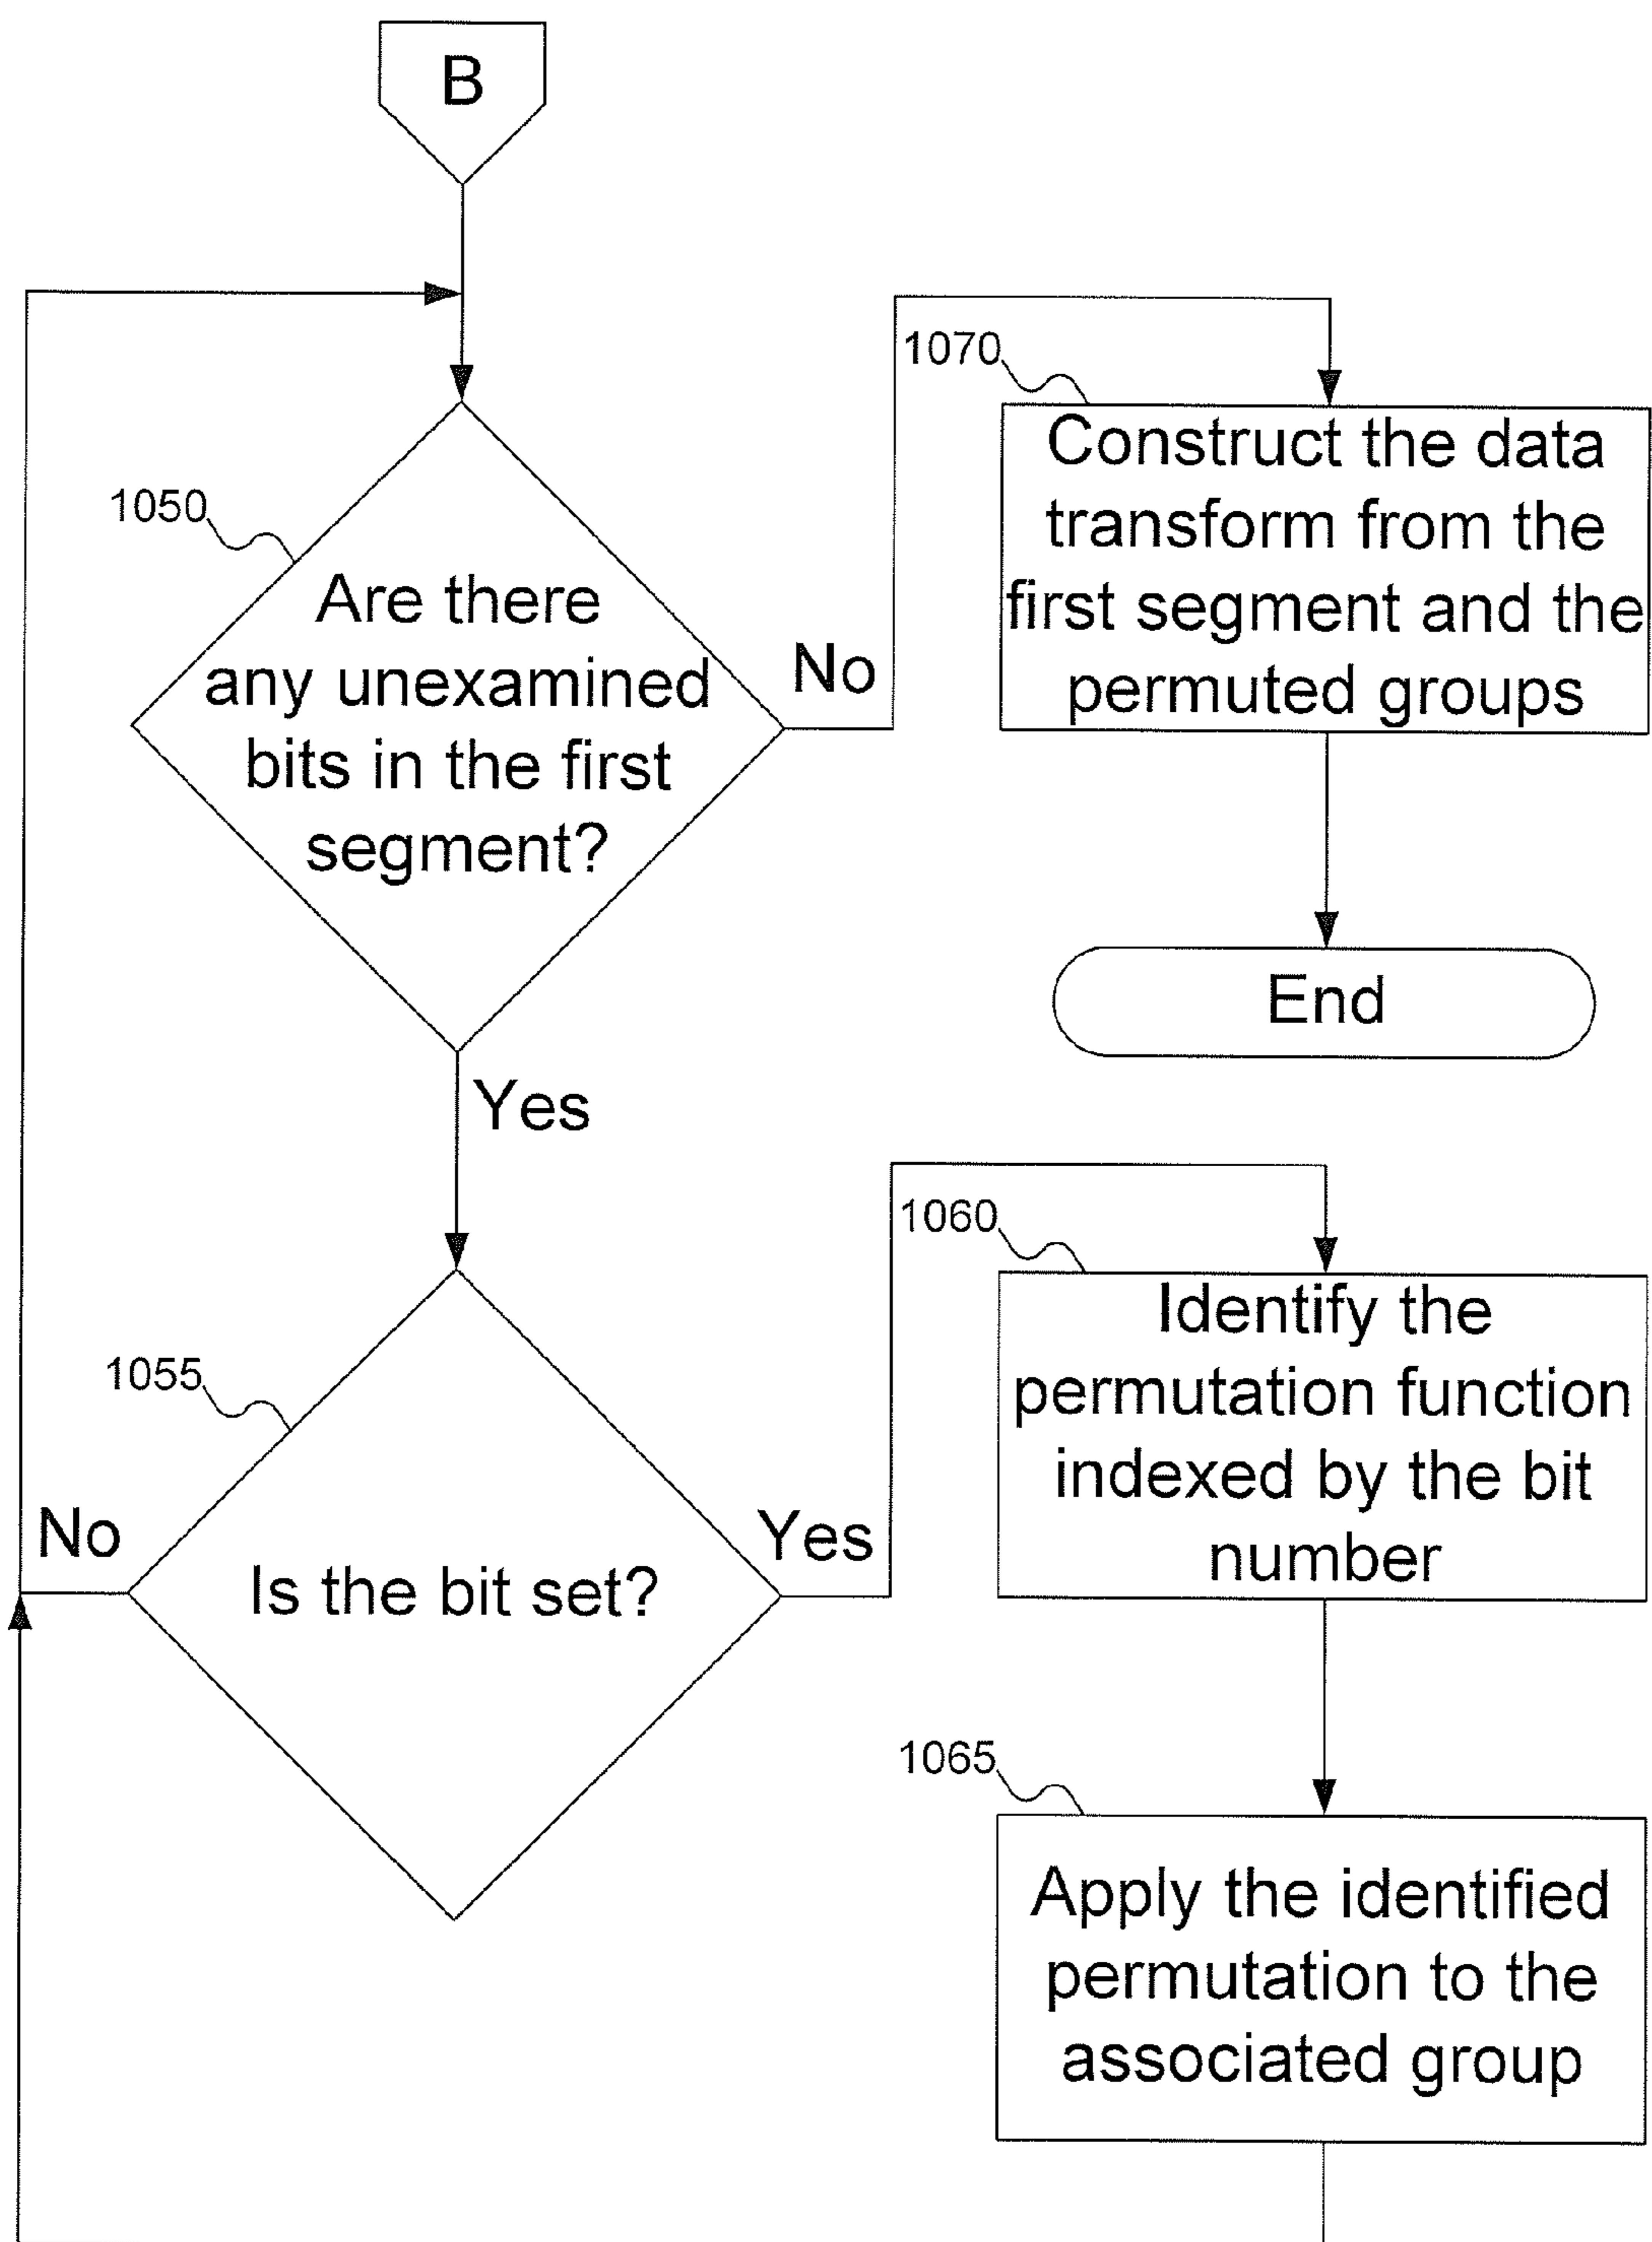 B
1050
Are there
any unexamined
bits in the first
segment?
No
1070
Construct the data
transform from the
first segment and the
permuted groups
End
Yes
1055
Is the bit set?
No
Yes
1060
Identify the
permutation function
indexed by the bit
number
1065
Apply the identified
permutation to the
associated group